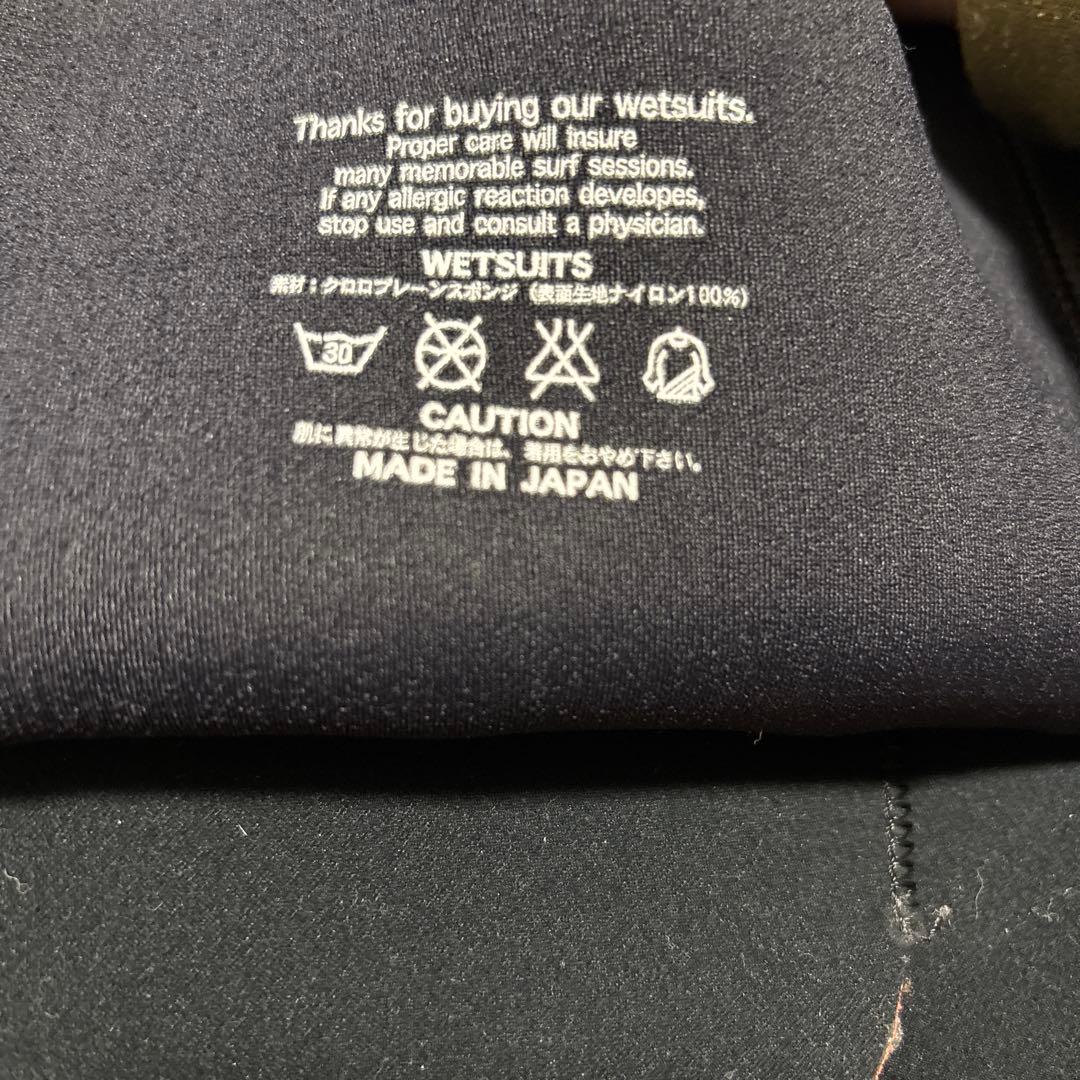 Thanks for buying our wetsuits.
Proper care will insure
many memorable surf sessions.
If any allergic reaction developes,
stop use and consult a physician.
WETSUITS
素材：クロロプレーンスポンジ（表面生地ナイロン100%）
30
CAUTION
肌に異常が生じた場合は、着用をおやめ下さい。
MADE IN JAPAN